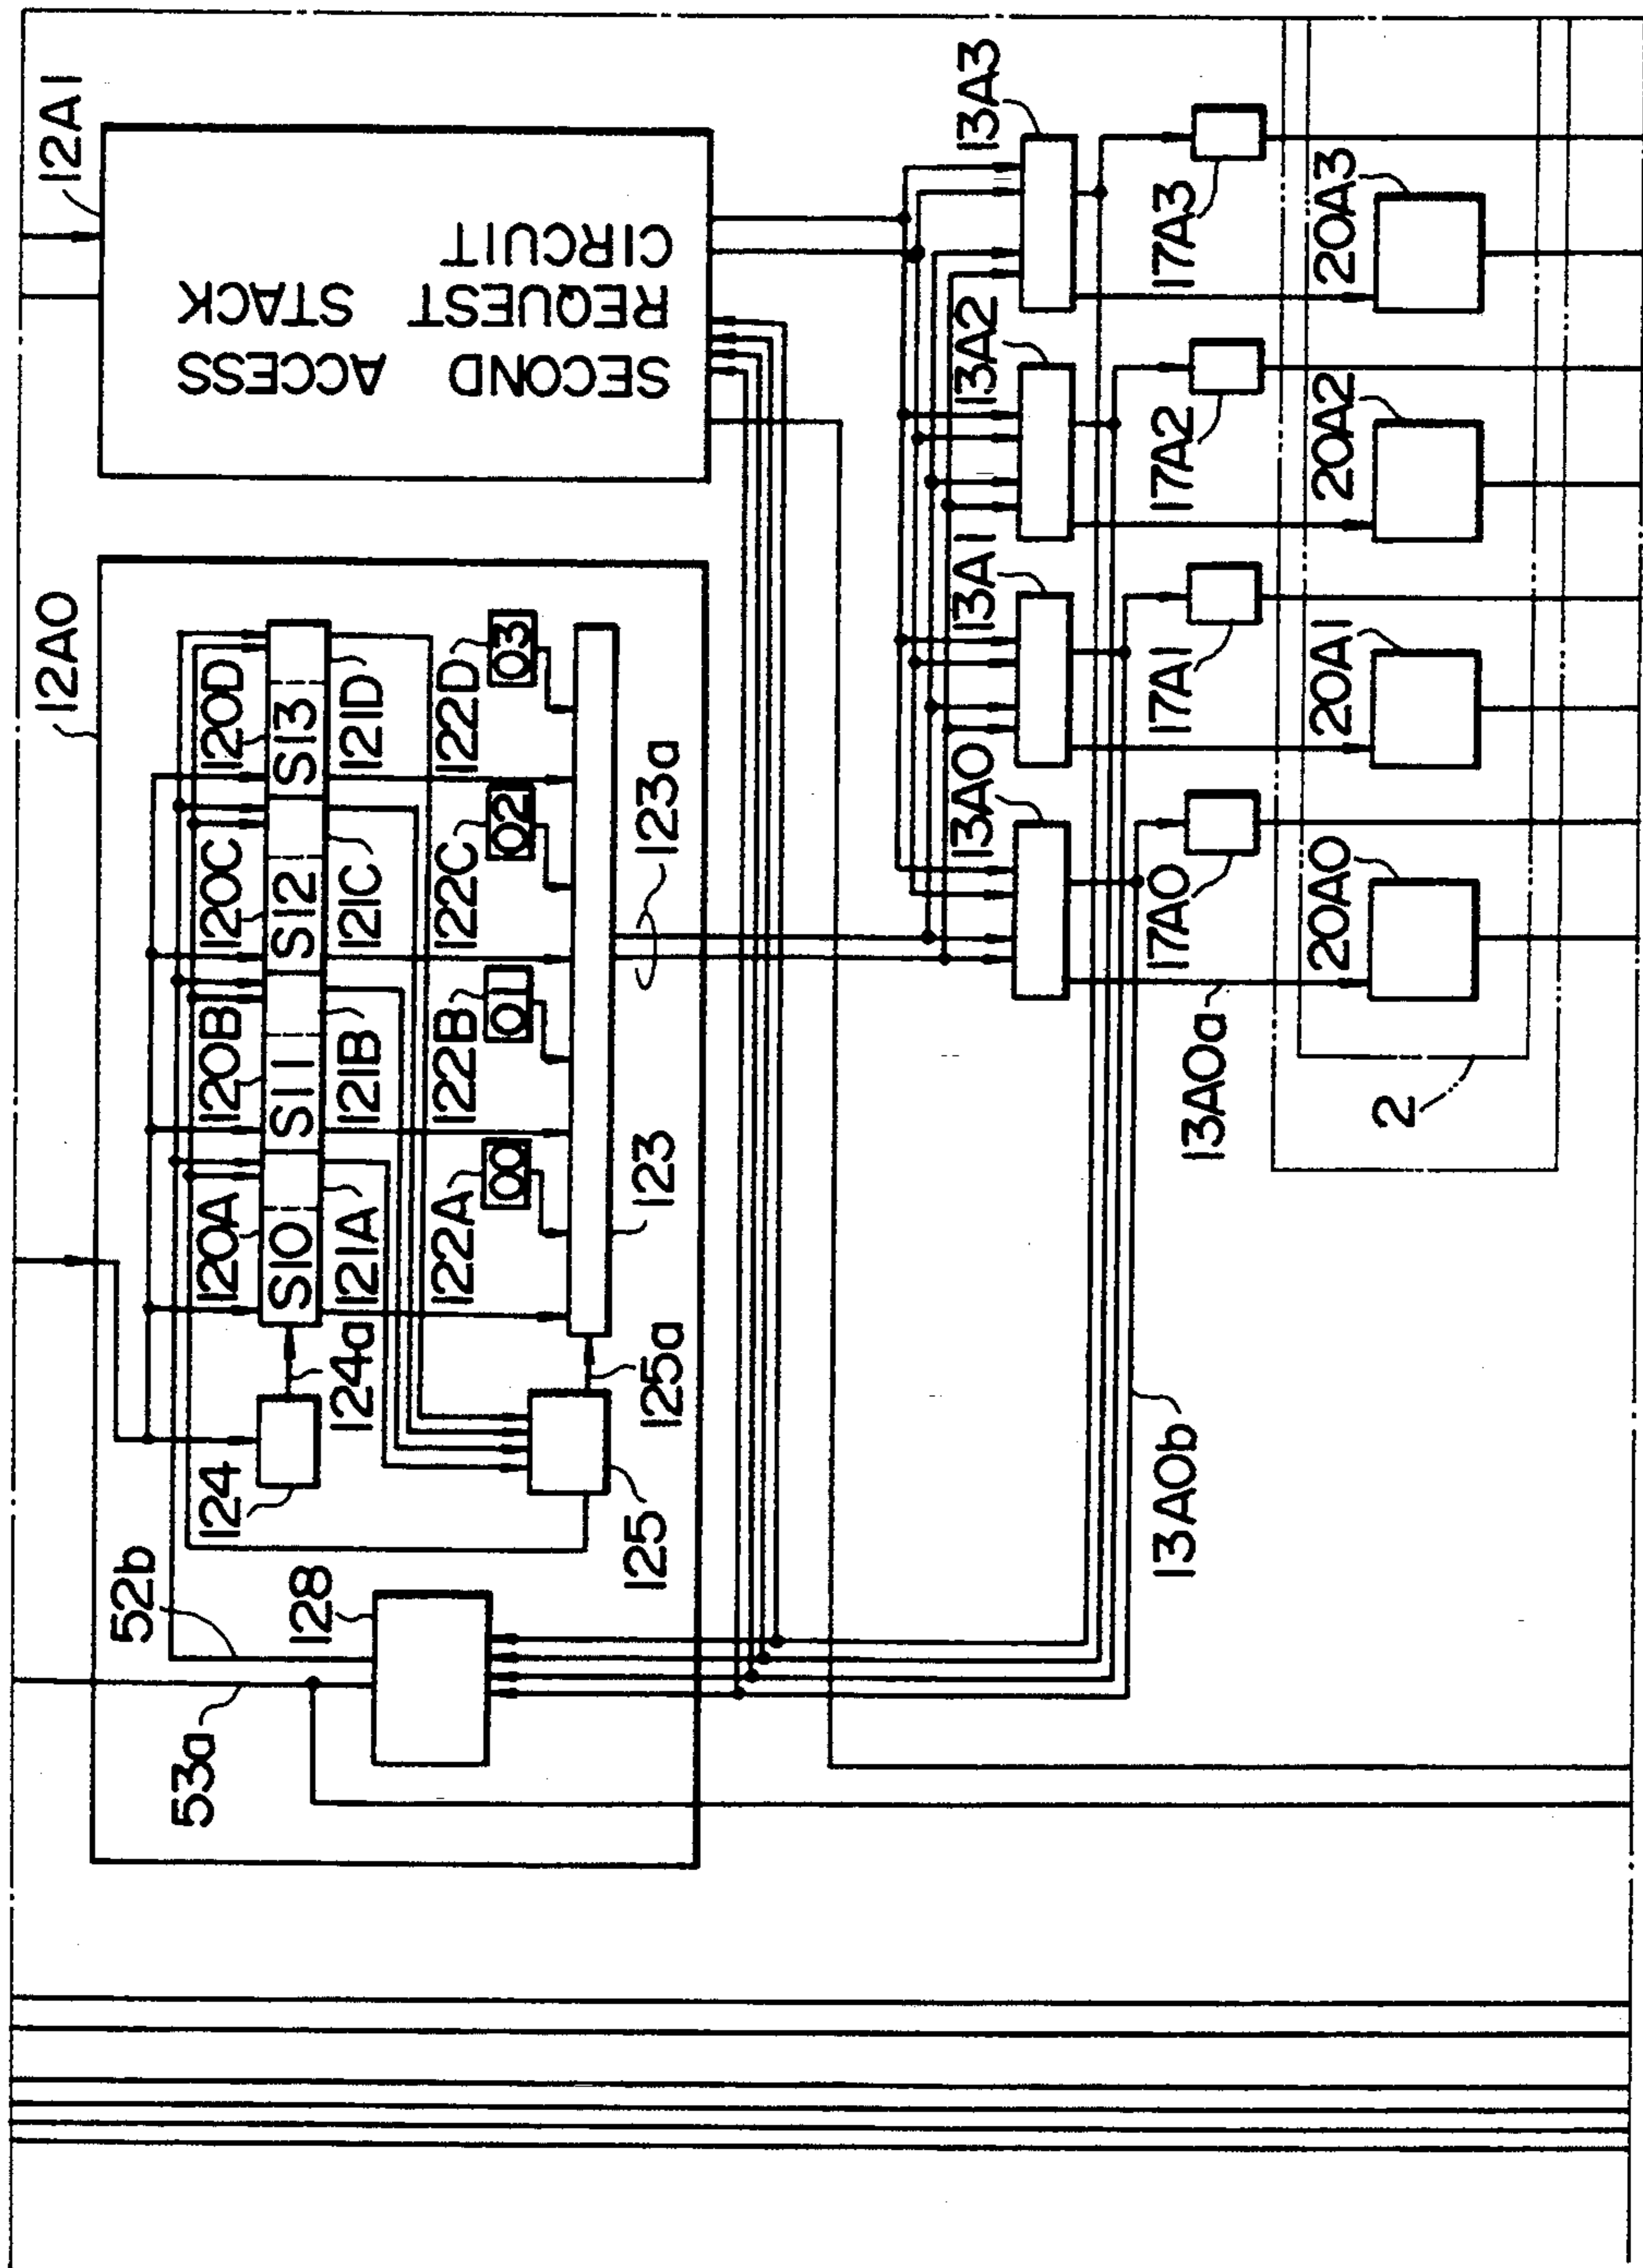 12A0
12A1
SECOND ACCESS
REQUEST STACK
CIRCUIT
53a
52b
128
124
124a
120A
120B
120C
120D
S10
S11
S12
S13
121A
121B
121C
121D
122A
122B
122C
122D
00
01
02
03
125
125a
123
123a
13A0
13A1
13A2
13A3
13A0b
13A0a
17A0
17A1
17A2
17A3
2
20A0
20A1
20A2
20A3